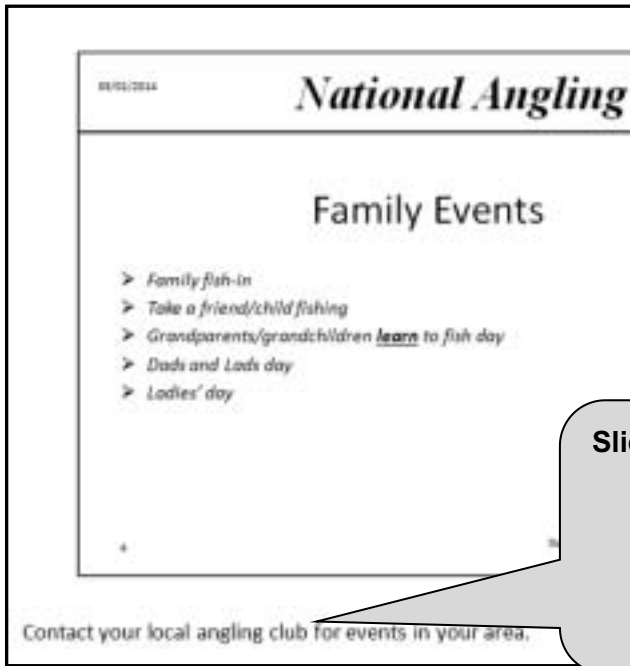 National Angling
Family Events
Family fish-in
Take a friend/child fishing
Grandparents/grandchildren learn to fish day
Dads and Lads day
Ladies' day
Contact your local angling club for events in your area.